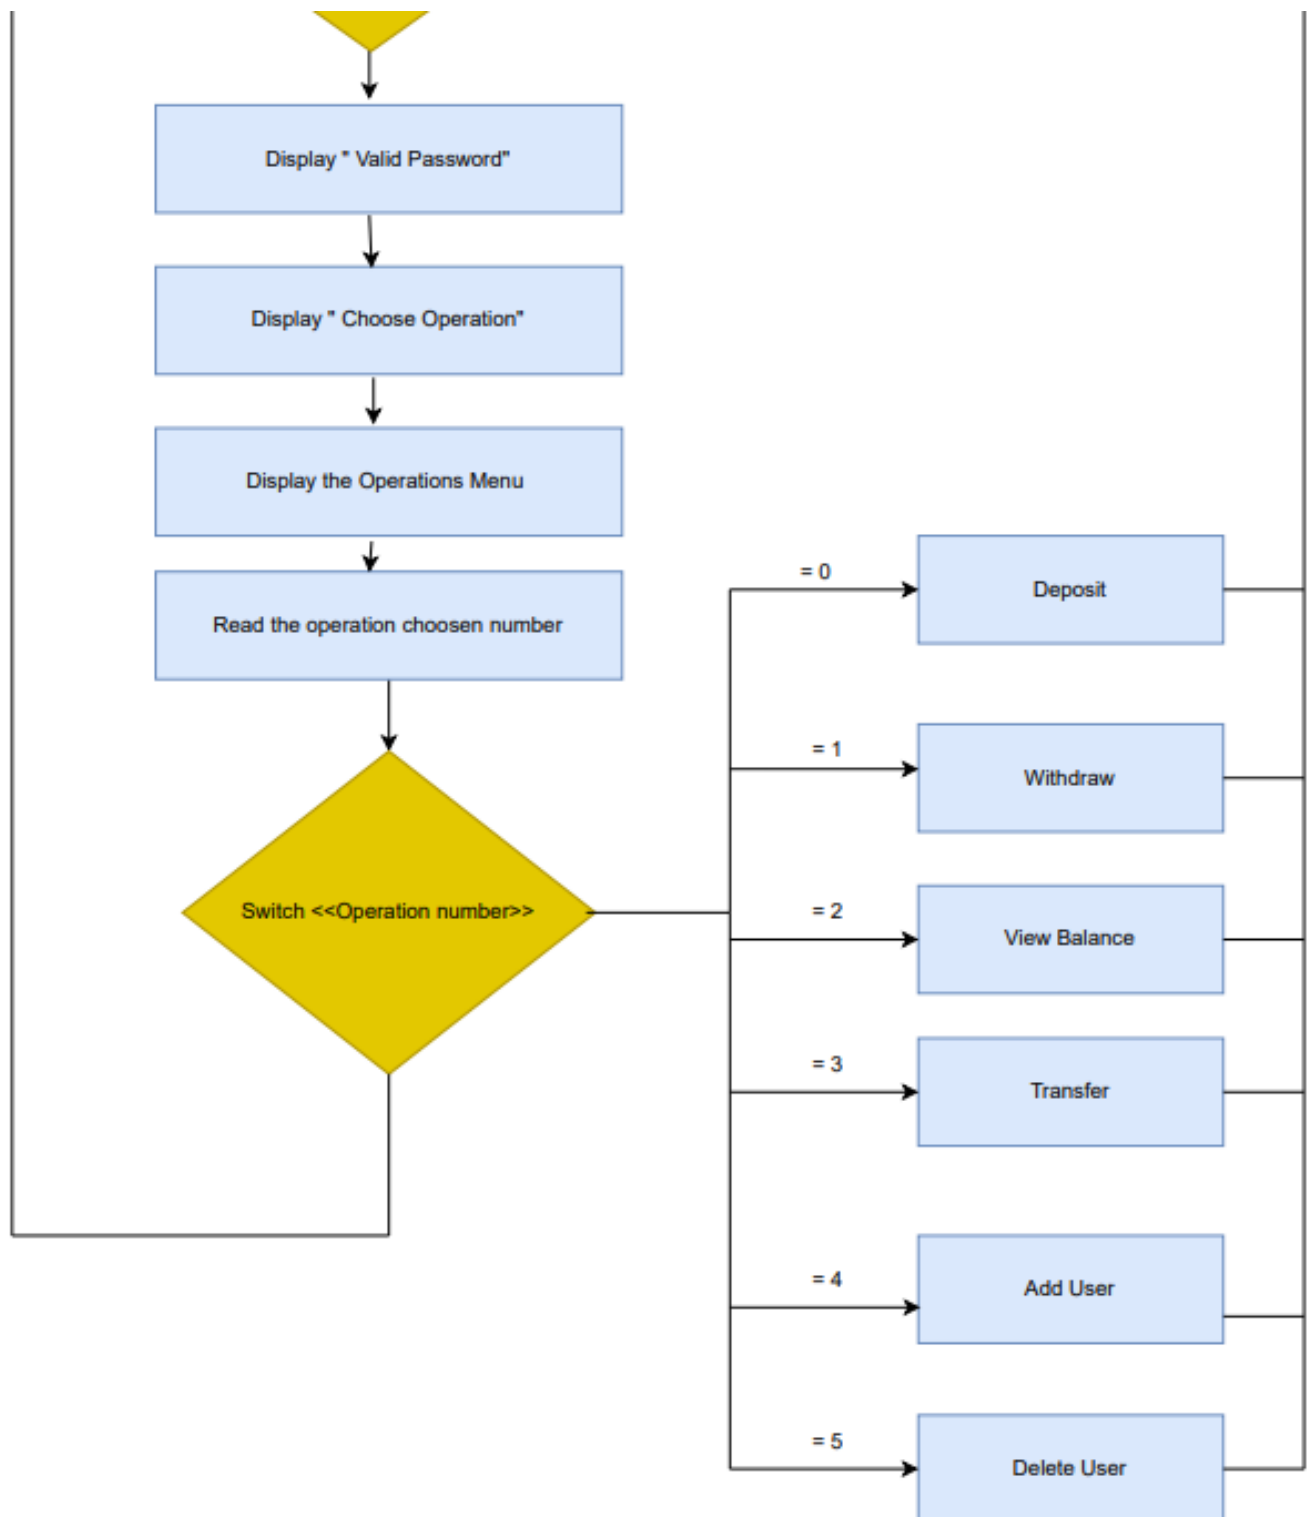 Display " Valid Password"
Display " Choose Operation"
Display the Operations Menu
Read the operation choosen number
Switch <<Operation number>>
= 0
Deposit
= 1
Withdraw
= 2
View Balance
= 3
Transfer
= 4
Add User
= 5
Delete User